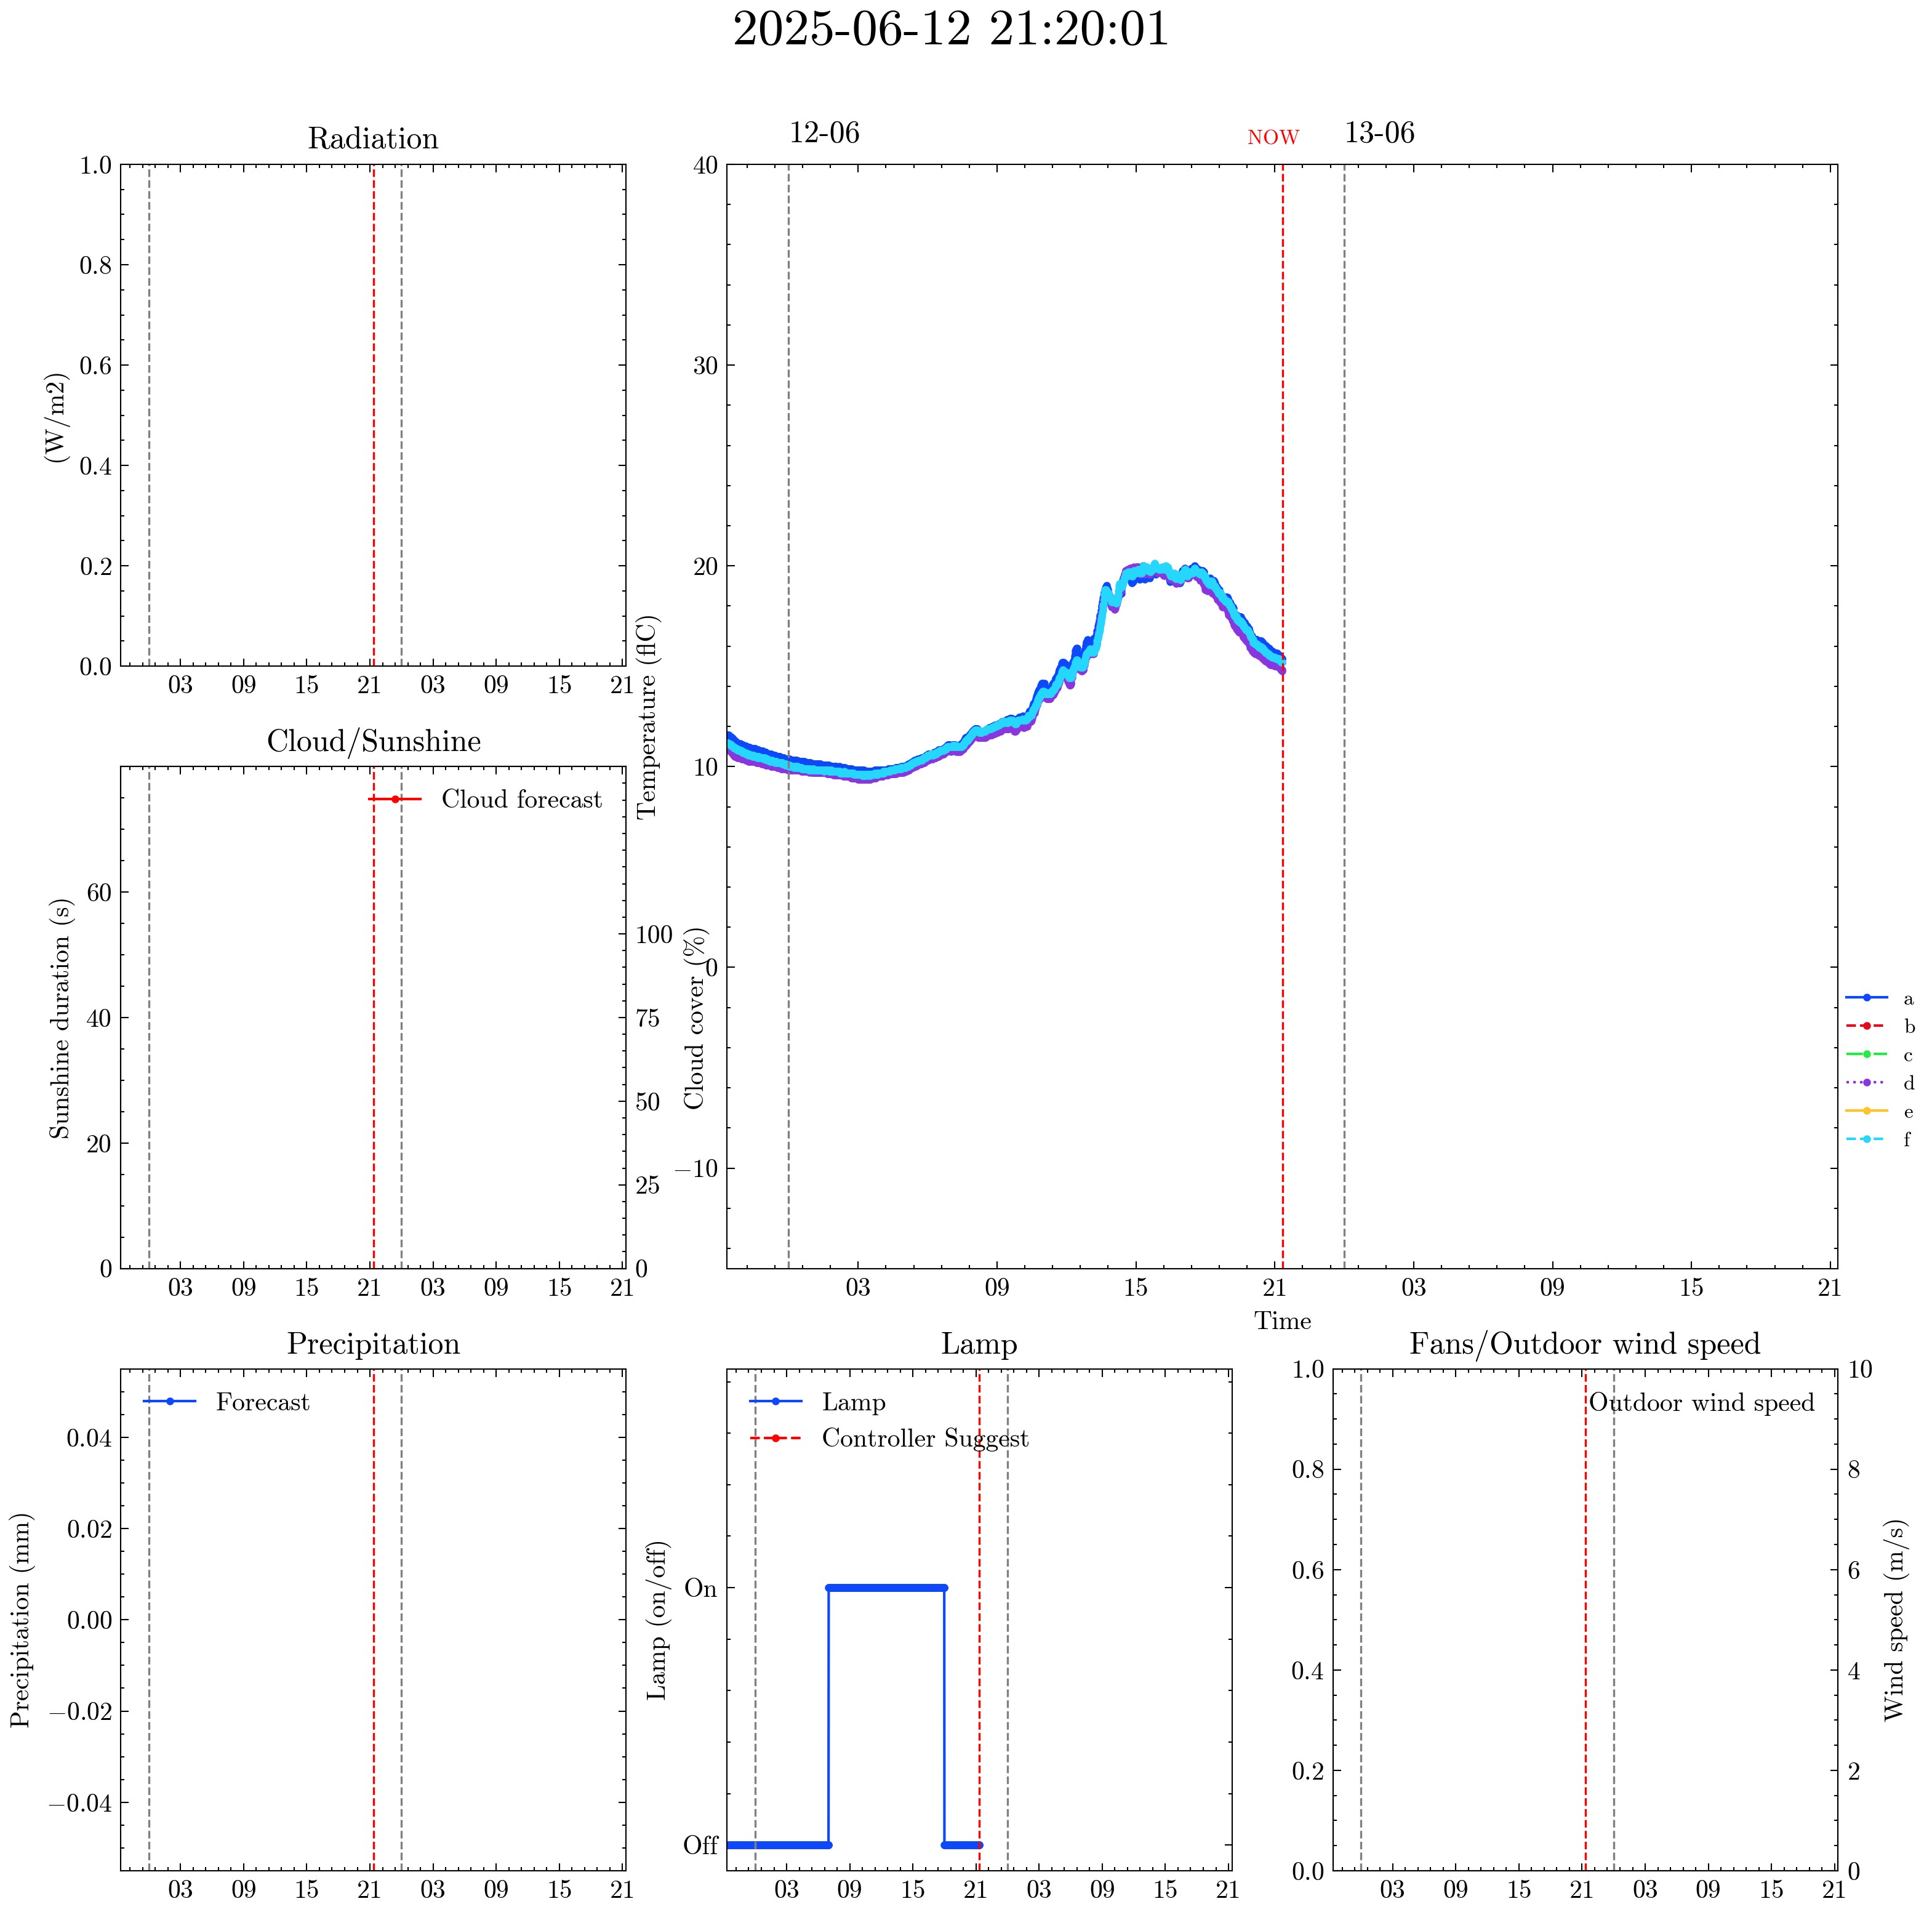 2025-06-12 21:20:01
Radiation
1.0
0.8
0.6
0.4
0.2
0.0
(W/m2)
03 09 15 21 03 09 15 21
12-06
NOW
13-06
40
30
20
10
0
−10
Temperature (flC)
03 09 15 21 03 09 15 21
Time
a
b
c
d
e
f
Cloud/Sunshine
Cloud forecast
60
40
20
0
Sunshine duration (s)
100
75
50
25
0
Cloud cover (%)
03 09 15 21 03 09 15 21
Precipitation
Forecast
0.04
0.02
0.00
−0.02
−0.04
Precipitation (mm)
03 09 15 21 03 09 15 21
Lamp
Lamp
Controller Suggest
On
Off
Lamp (on/off)
03 09 15 21 03 09 15 21
Fans/Outdoor wind speed
Outdoor wind speed
1.0
0.8
0.6
0.4
0.2
0.0
10
8
6
4
2
0
Wind speed (m/s)
03 09 15 21 03 09 15 21